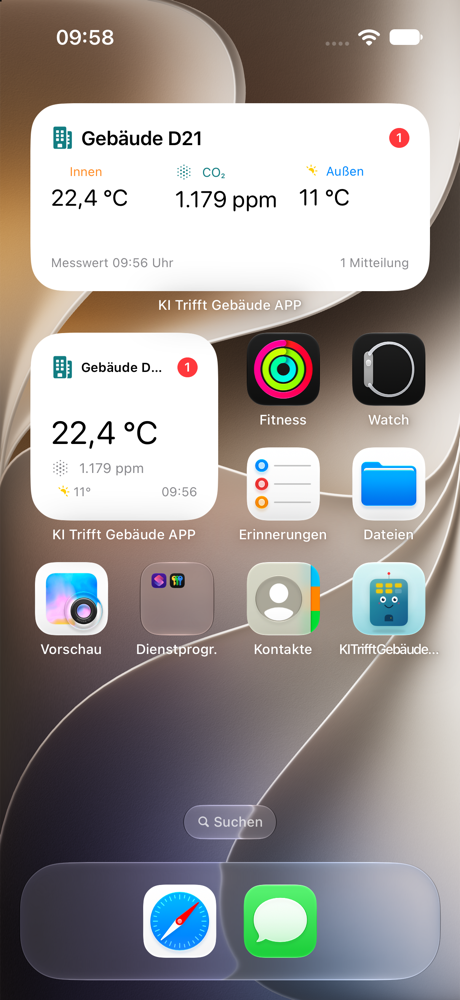 09:58
Gebäude D21
1
Innen
CO₂
Außen
22,4 °C
1.179 ppm
11 °C
Messwert 09:56 Uhr
1 Mitteilung
KI Trifft Gebäude APP
Gebäude D...
1
22,4 °C
1.179 ppm
11°
09:56
KI Trifft Gebäude APP
Fitness
Watch
Erinnerungen
Dateien
Vorschau
Dienstprogr.
Kontakte
KITrifftGebäude...
Suchen